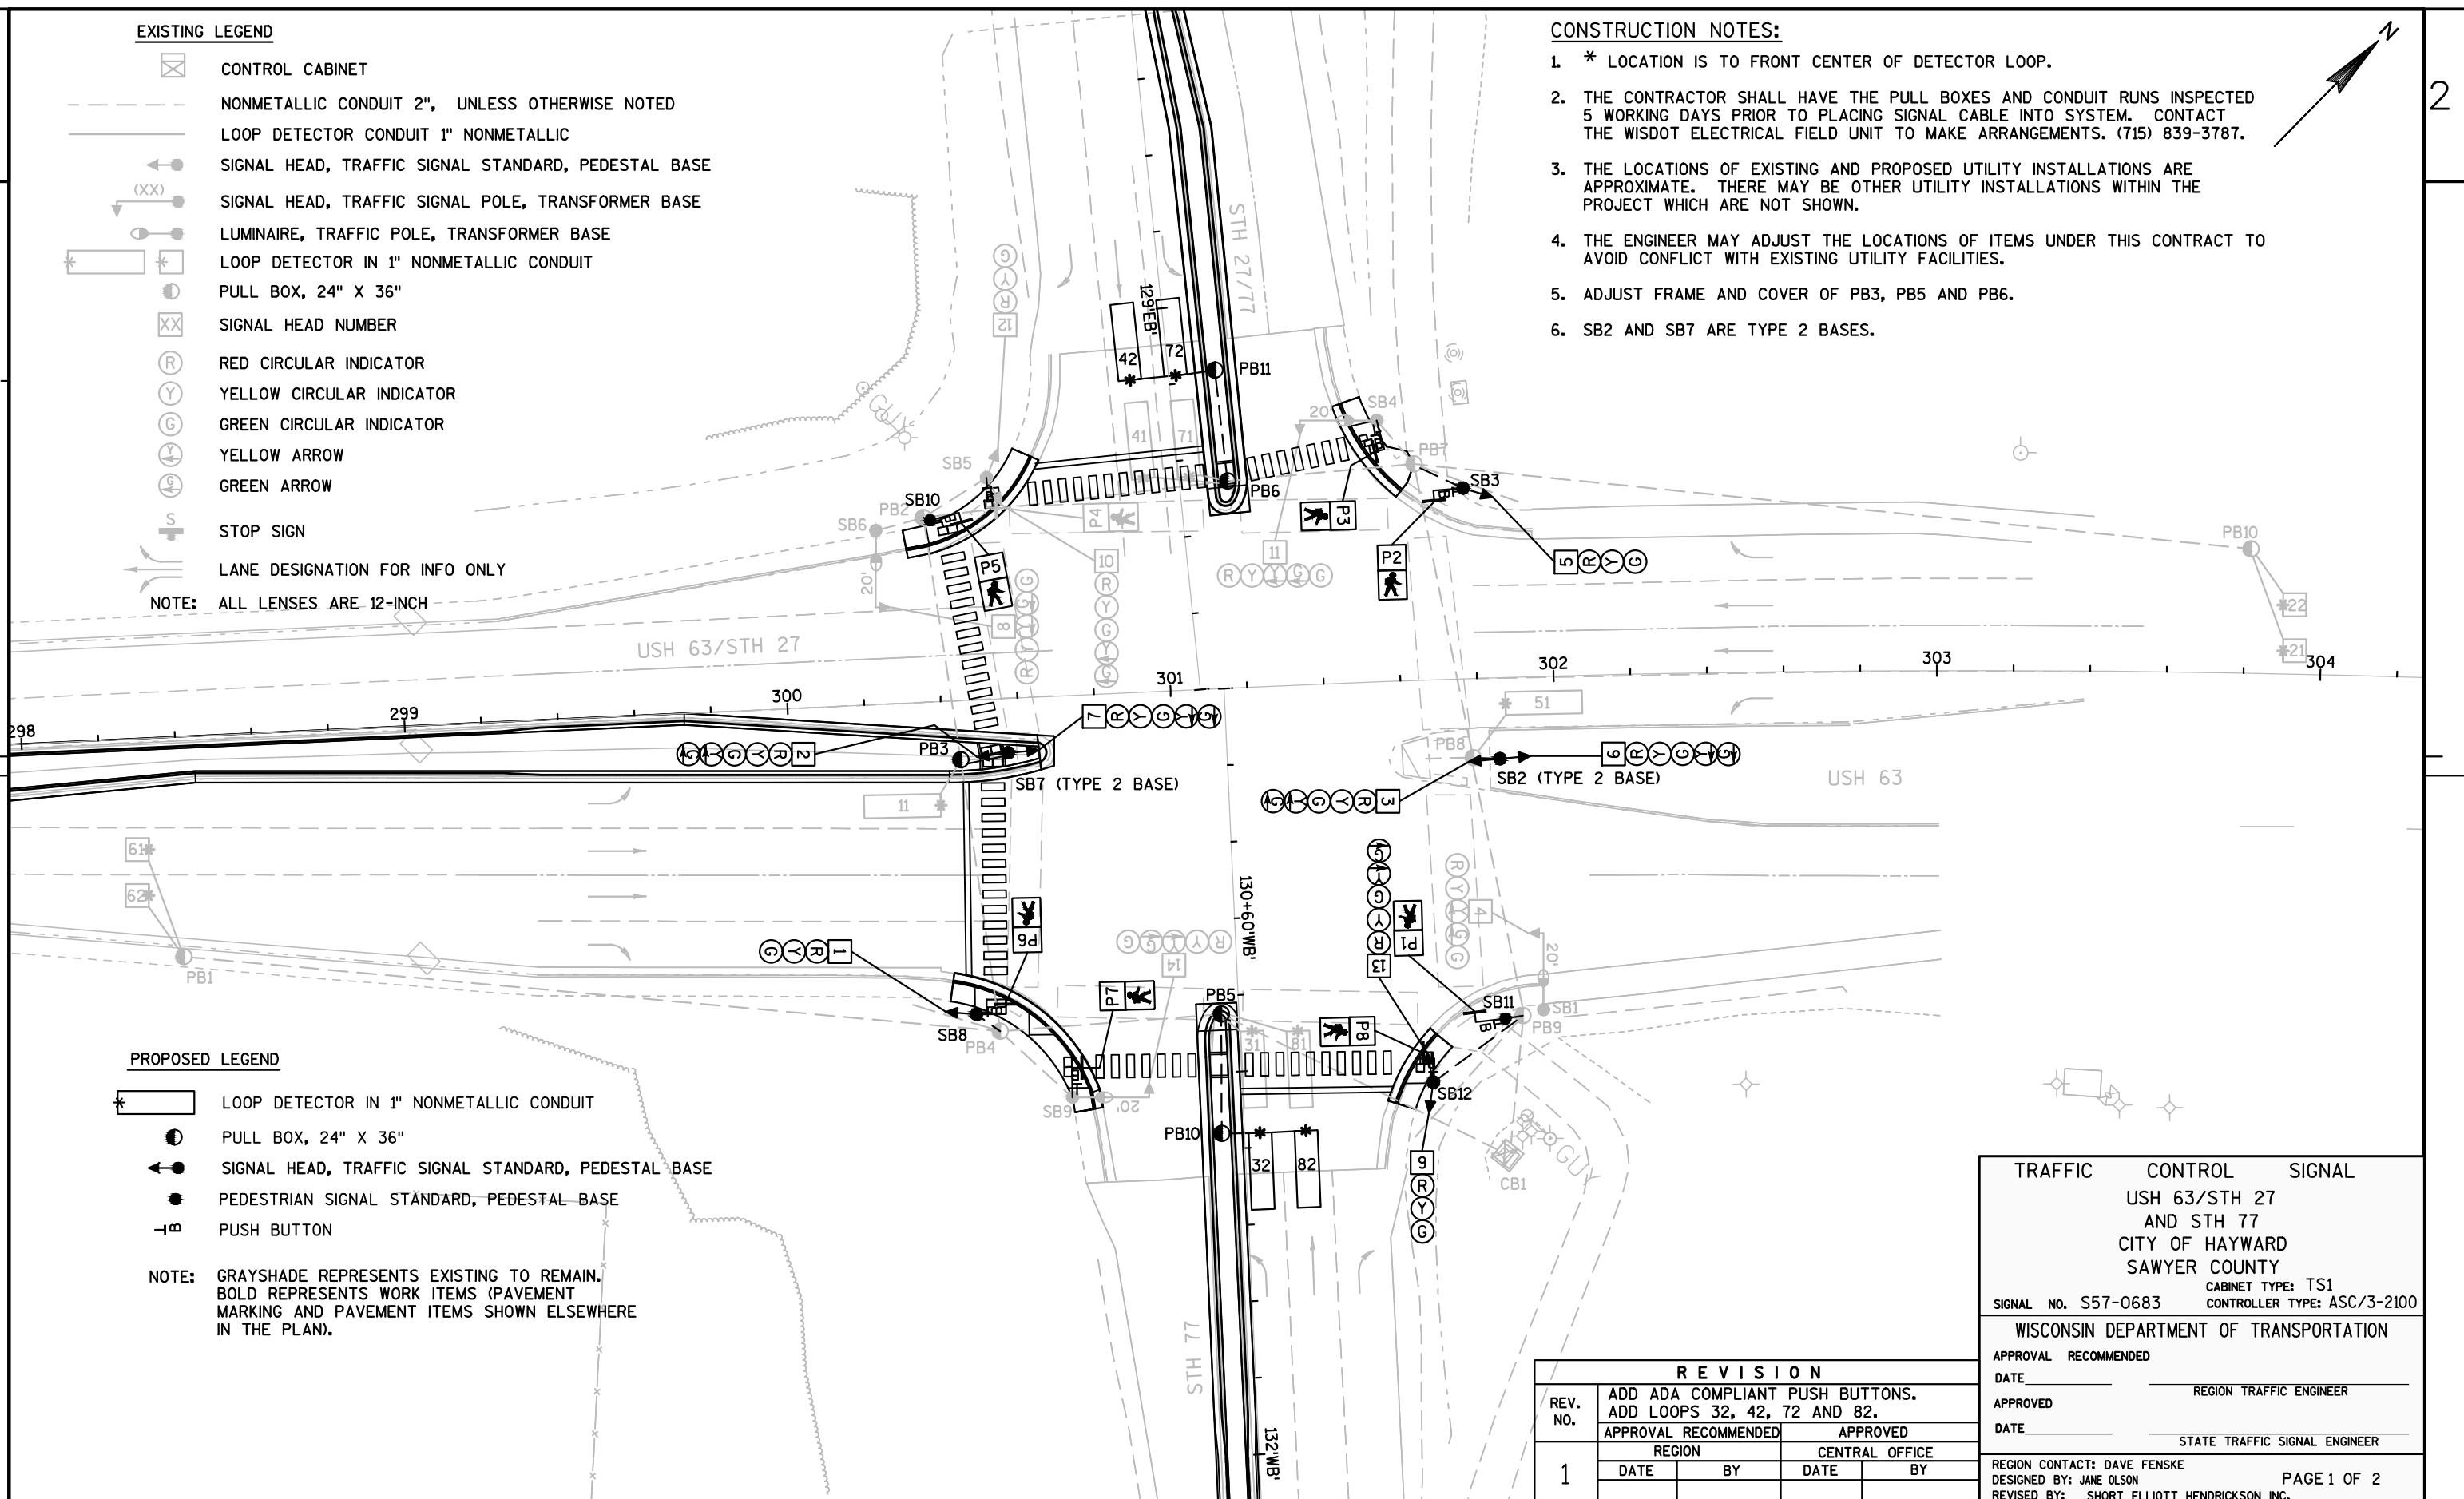 EXISTING LEGEND
CONTROL CABINET
NONMETALLIC CONDUIT 2", UNLESS OTHERWISE NOTED
LOOP DETECTOR CONDUIT 1" NONMETALLIC
SIGNAL HEAD, TRAFFIC SIGNAL STANDARD, PEDESTAL BASE
(XX)
SIGNAL HEAD, TRAFFIC SIGNAL POLE, TRANSFORMER BASE
LUMINAIRE, TRAFFIC POLE, TRANSFORMER BASE
LOOP DETECTOR IN 1" NONMETALLIC CONDUIT
PULL BOX, 24" X 36"
XX SIGNAL HEAD NUMBER
R RED CIRCULAR INDICATOR
Y YELLOW CIRCULAR INDICATOR
G GREEN CIRCULAR INDICATOR
Y YELLOW ARROW
G GREEN ARROW
S
STOP SIGN
LANE DESIGNATION FOR INFO ONLY
NOTE: ALL LENSES ARE 12-INCH
CONSTRUCTION NOTES:
1. * LOCATION IS TO FRONT CENTER OF DETECTOR LOOP.
2. THE CONTRACTOR SHALL HAVE THE PULL BOXES AND CONDUIT RUNS INSPECTED
5 WORKING DAYS PRIOR TO PLACING SIGNAL CABLE INTO SYSTEM. CONTACT
THE WISDOT ELECTRICAL FIELD UNIT TO MAKE ARRANGEMENTS. (715) 839-3787.
3. THE LOCATIONS OF EXISTING AND PROPOSED UTILITY INSTALLATIONS ARE
APPROXIMATE. THERE MAY BE OTHER UTILITY INSTALLATIONS WITHIN THE
PROJECT WHICH ARE NOT SHOWN.
4. THE ENGINEER MAY ADJUST THE LOCATIONS OF ITEMS UNDER THIS CONTRACT TO
AVOID CONFLICT WITH EXISTING UTILITY FACILITIES.
5. ADJUST FRAME AND COVER OF PB3, PB5 AND PB6.
6. SB2 AND SB7 ARE TYPE 2 BASES.
N
2
STH 27/77
12 R Y G
129'EB'
42
72
PB11
41
71
GUY
20'
SB4
PB7
SB5
SB10
PB2
SB6
PB6
SB3
P4
P3
P2
P5
5 R Y G
11
R Y Y G G
10
R
Y
G
Y
G
20'
8
R Y Y G G
PB10
22
21
USH 63/STH 27
298
299
300
301
302
303
304
51
7 R Y G Y G
2 R Y G Y G
PB3
SB7 (TYPE 2 BASE)
11
PB8
6 R Y G Y G
SB2 (TYPE 2 BASE)
3 R Y G Y G
USH 63
61
62
PB1
130+60'WB'
P6
1 R Y G
14
R Y Y G G
13 R Y G Y G
P1
4
R Y Y G G
20'
SB8
PB4
P7
PB5
31
81
P8
SB11
SB1
PB9
SB12
SB9
20'
PB10
32
82
9
R
Y
G
CB1
GUY
STH 77
132'WB'
PROPOSED LEGEND
LOOP DETECTOR IN 1" NONMETALLIC CONDUIT
PULL BOX, 24" X 36"
SIGNAL HEAD, TRAFFIC SIGNAL STANDARD, PEDESTAL BASE
PEDESTRIAN SIGNAL STANDARD, PEDESTAL BASE
B PUSH BUTTON
NOTE: GRAYSHADE REPRESENTS EXISTING TO REMAIN.
BOLD REPRESENTS WORK ITEMS (PAVEMENT
MARKING AND PAVEMENT ITEMS SHOWN ELSEWHERE
IN THE PLAN).
REVISION
REV. NO.
ADD ADA COMPLIANT PUSH BUTTONS.
ADD LOOPS 32, 42, 72 AND 82.
APPROVAL RECOMMENDED APPROVED
REGION CENTRAL OFFICE
1 DATE BY DATE BY
TRAFFIC CONTROL SIGNAL
USH 63/STH 27
AND STH 77
CITY OF HAYWARD
SAWYER COUNTY
CABINET TYPE: TS1
SIGNAL NO. S57-0683 CONTROLLER TYPE: ASC/3-2100
WISCONSIN DEPARTMENT OF TRANSPORTATION
APPROVAL RECOMMENDED
DATE
REGION TRAFFIC ENGINEER
APPROVED
DATE
STATE TRAFFIC SIGNAL ENGINEER
REGION CONTACT: DAVE FENSKE
DESIGNED BY: JANE OLSON PAGE 1 OF 2
REVISED BY: SHORT ELLIOTT HENDRICKSON INC.